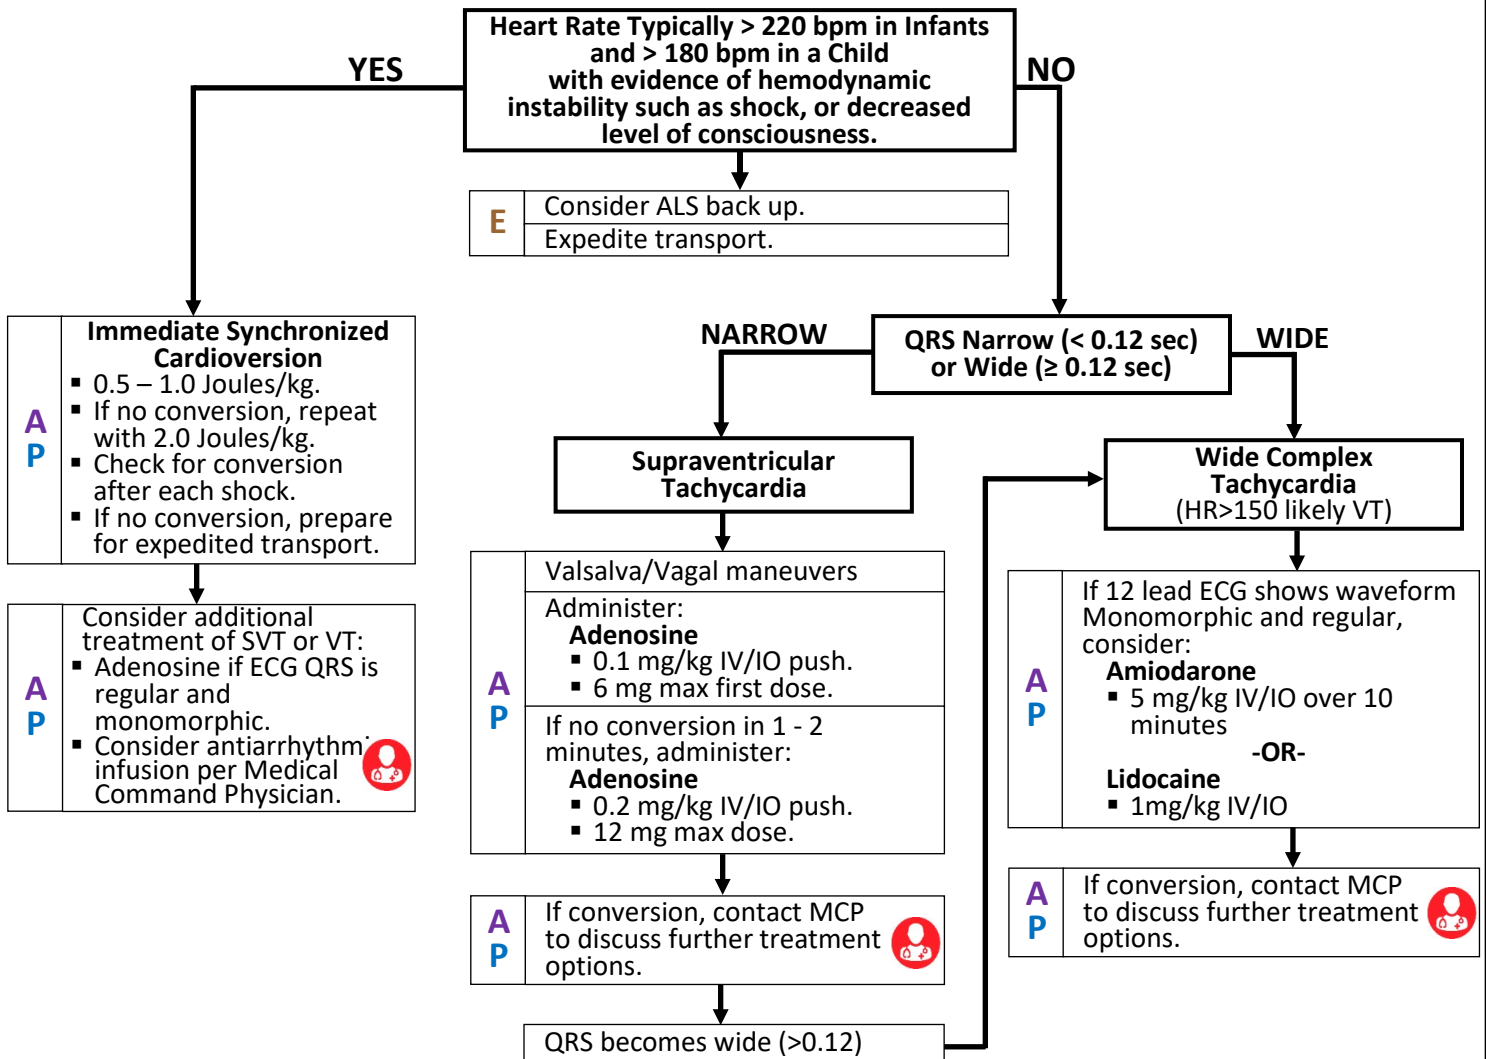 Heart Rate Typically > 220 bpm in Infants
and > 180 bpm in a Child
with evidence of hemodynamic
instability such as shock, or decreased
level of consciousness.
YES
NO
E
Consider ALS back up.
Expedite transport.
A
P
Immediate Synchronized
Cardioversion
▪ 0.5 – 1.0 Joules/kg.
▪ If no conversion, repeat
with 2.0 Joules/kg.
▪ Check for conversion
after each shock.
▪ If no conversion, prepare
for expedited transport.
A
P
Consider additional
treatment of SVT or VT:
▪ Adenosine if ECG QRS is
regular and
monomorphic.
▪ Consider antiarrhythmi
infusion per Medical
Command Physician.
NARROW
QRS Narrow (< 0.12 sec)
or Wide (≥ 0.12 sec)
WIDE
Supraventricular
Tachycardia
A
P
Valsalva/Vagal maneuvers
Administer:
Adenosine
▪ 0.1 mg/kg IV/IO push.
▪ 6 mg max first dose.
If no conversion in 1 - 2
minutes, administer:
Adenosine
▪ 0.2 mg/kg IV/IO push.
▪ 12 mg max dose.
A
P
If conversion, contact MCP
to discuss further treatment
options.
QRS becomes wide (>0.12)
Wide Complex
Tachycardia
(HR>150 likely VT)
A
P
If 12 lead ECG shows waveform
Monomorphic and regular,
consider:
Amiodarone
▪ 5 mg/kg IV/IO over 10
minutes
-OR-
Lidocaine
▪ 1mg/kg IV/IO
A
P
If conversion, contact MCP
to discuss further treatment
options.